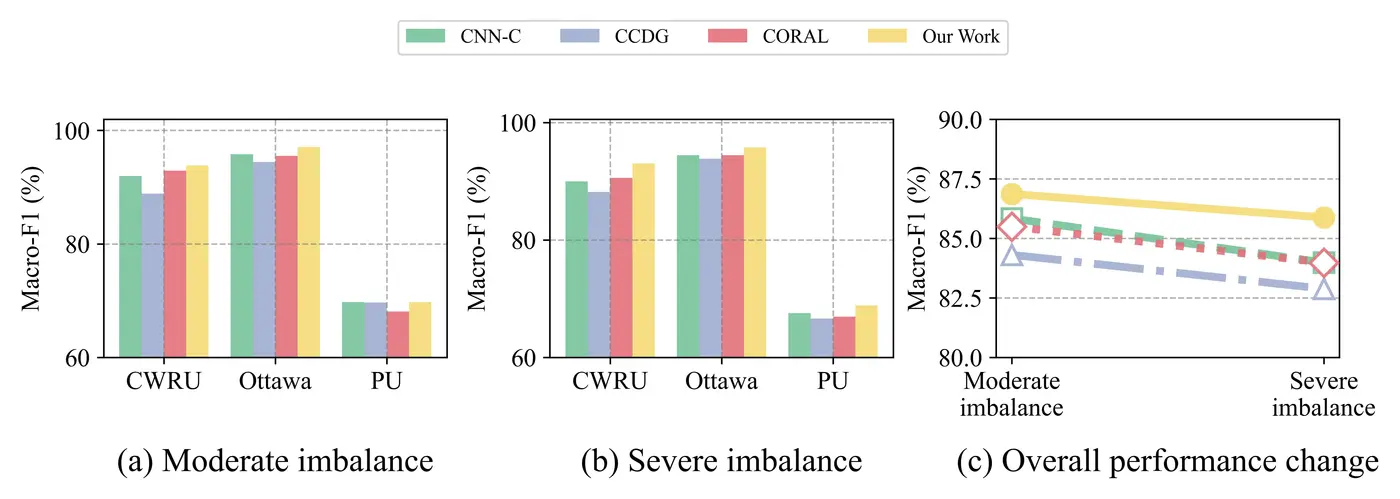 CNN-C CCDG CORAL Our Work
Macro-F1 (%)
100
80
60
CWRU Ottawa PU
(a) Moderate imbalance
Macro-F1 (%)
100
80
60
CWRU Ottawa PU
(b) Severe imbalance
Macro-F1 (%)
90.0
87.5
85.0
82.5
80.0
Moderate
imbalance
Severe
imbalance
(c) Overall performance change